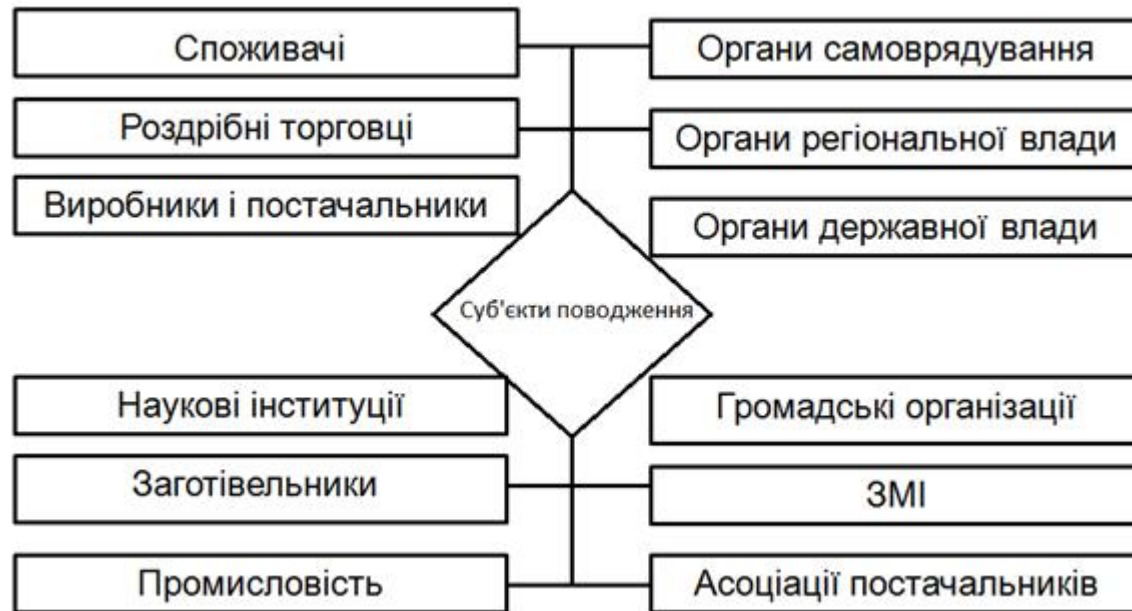 Споживачі
Органи самоврядування
Роздрібні торговці
Органи регіональної влади
Виробники і постачальники
Органи державної влади
Суб'єкти поводження
Наукові інституції
Громадські організації
Заготівельники
ЗМІ
Промисловість
Асоціації постачальників